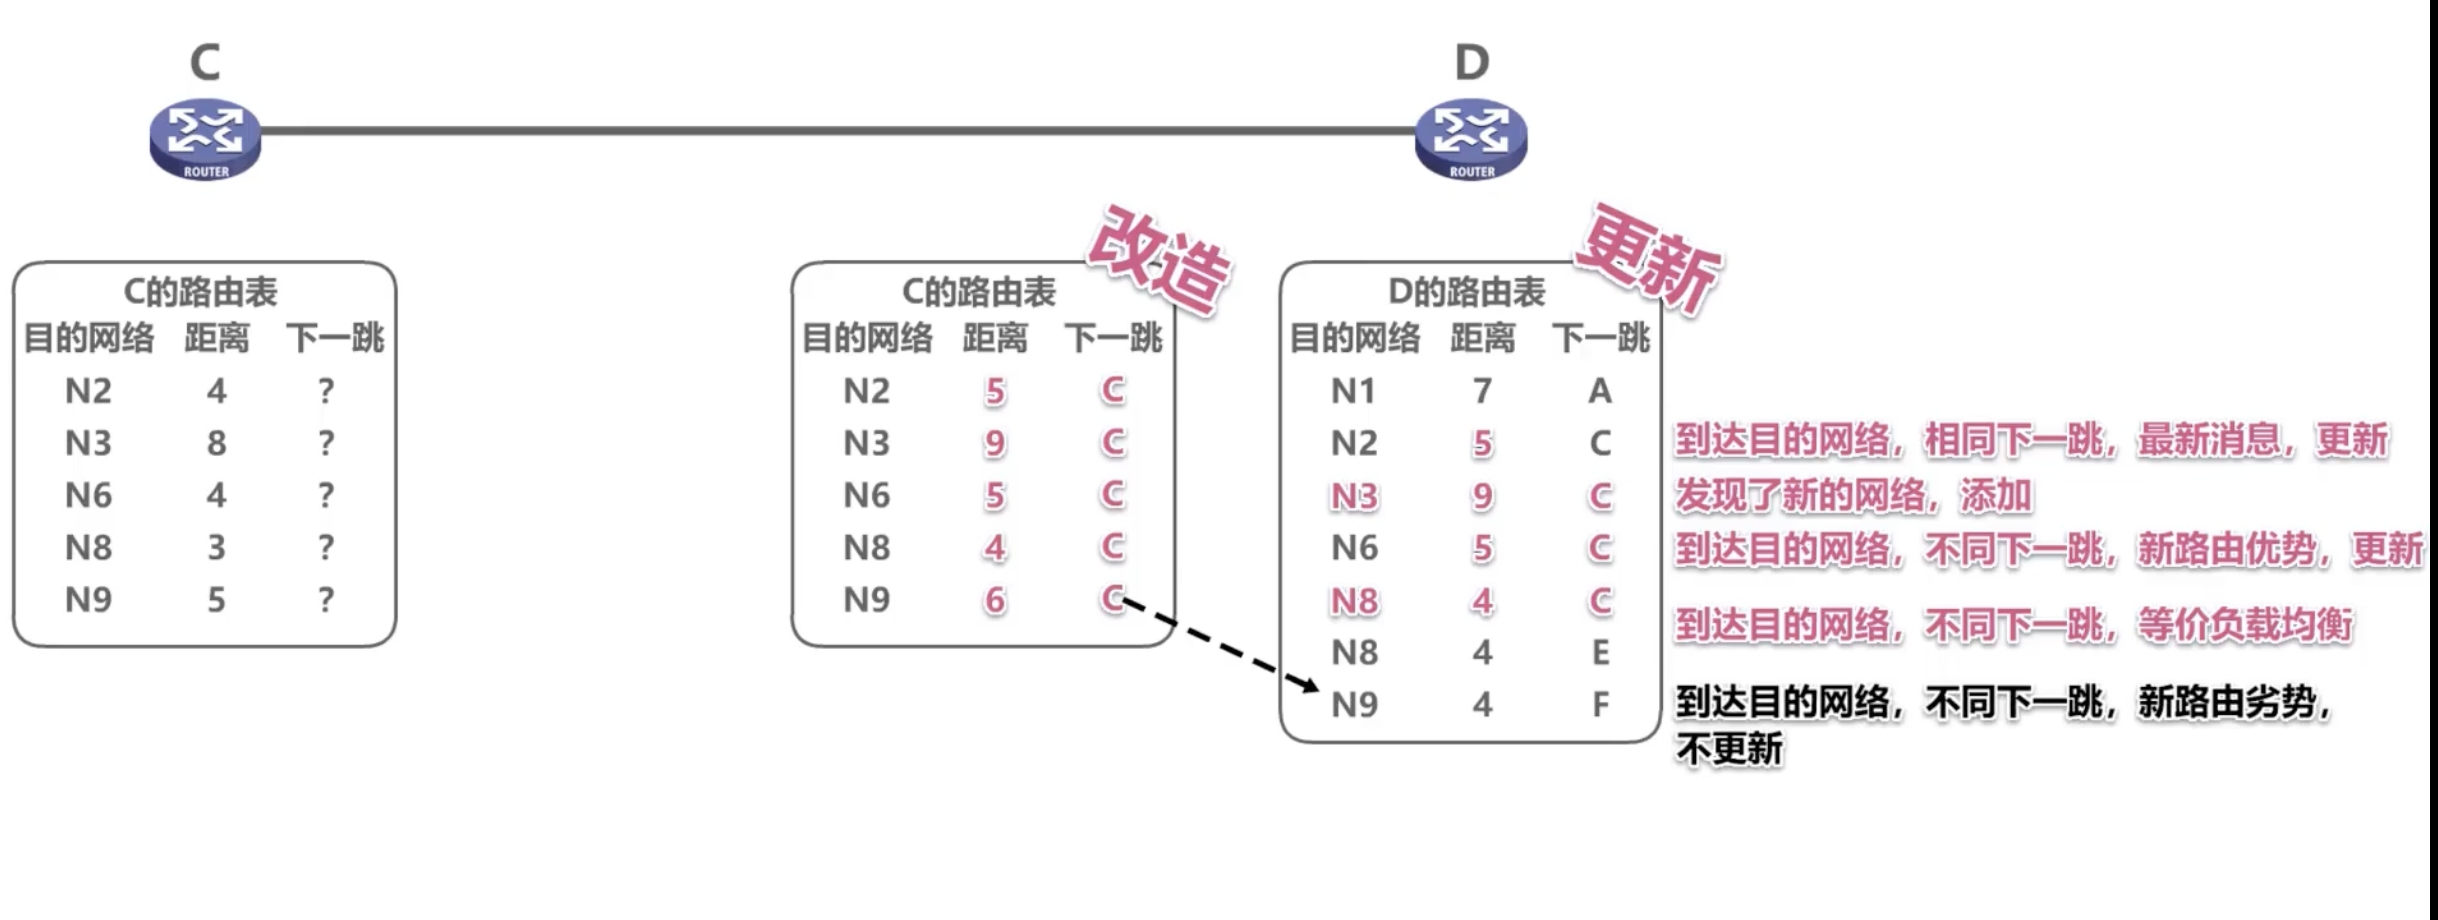 C
D
ROUTER
ROUTER
改造
更新
C的路由表
目的网络 距离 下一跳
N2 4 ?
N3 8 ?
N6 4 ?
N8 3 ?
N9 5 ?
C的路由表
目的网络 距离 下一跳
N2 5 C
N3 9 C
N6 5 C
N8 4 C
N9 6 C
D的路由表
目的网络 距离 下一跳
N1 7 A
N2 5 C
N3 9 C
N6 5 C
N8 4 C
N8 4 E
N9 4 F
到达目的网络，相同下一跳，最新消息，更新
发现了新的网络，添加
到达目的网络，不同下一跳，新路由优势，更新
到达目的网络，不同下一跳，等价负载均衡
到达目的网络，不同下一跳，新路由劣势，
不更新